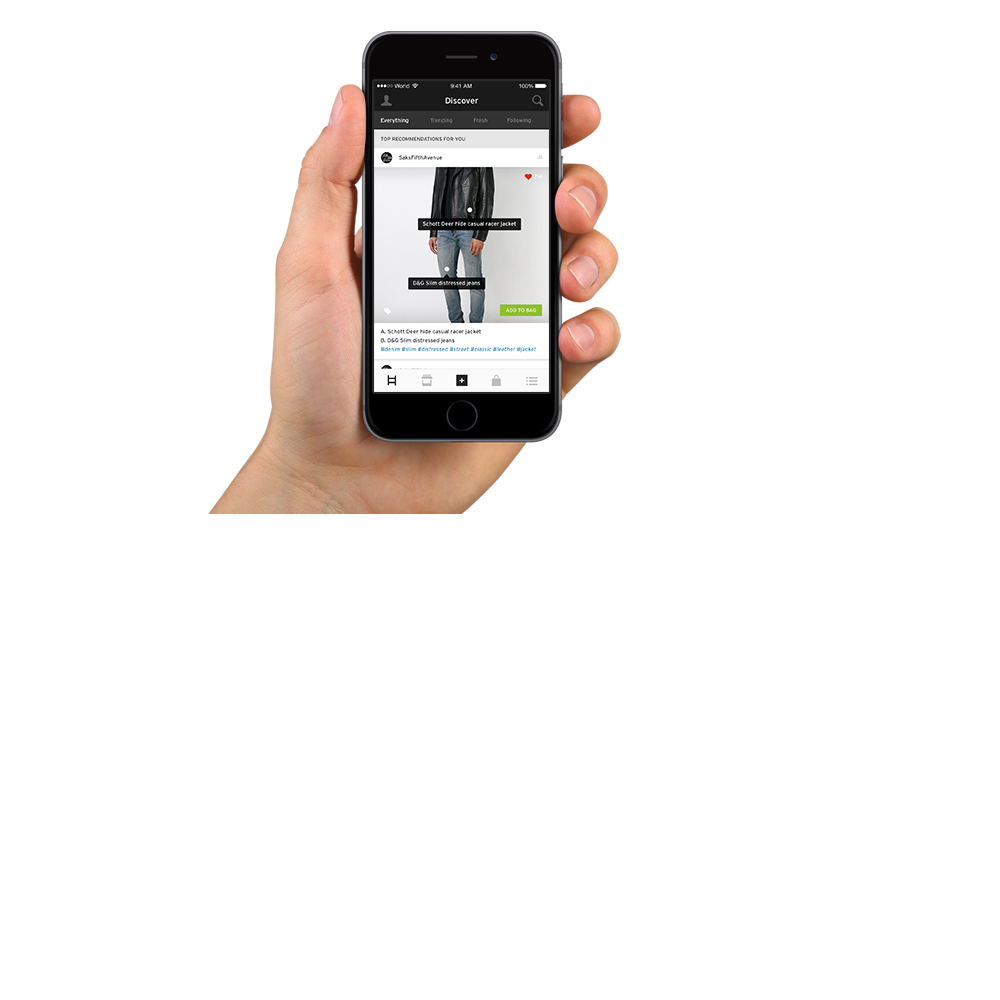 World 9:41 AM 100%
Discover
Everything Trending Fresh Following
TOP RECOMMENDATIONS FOR YOU
SaksFifthAvenue
Schott Deer hide casual racer jacket
D&G Slim distressed jeans
ADD TO BAG
A. Schott Deer hide casual racer jacket
B. D&G Slim distressed jeans
#denim #slim #distressed #street #classic #leather #jacket